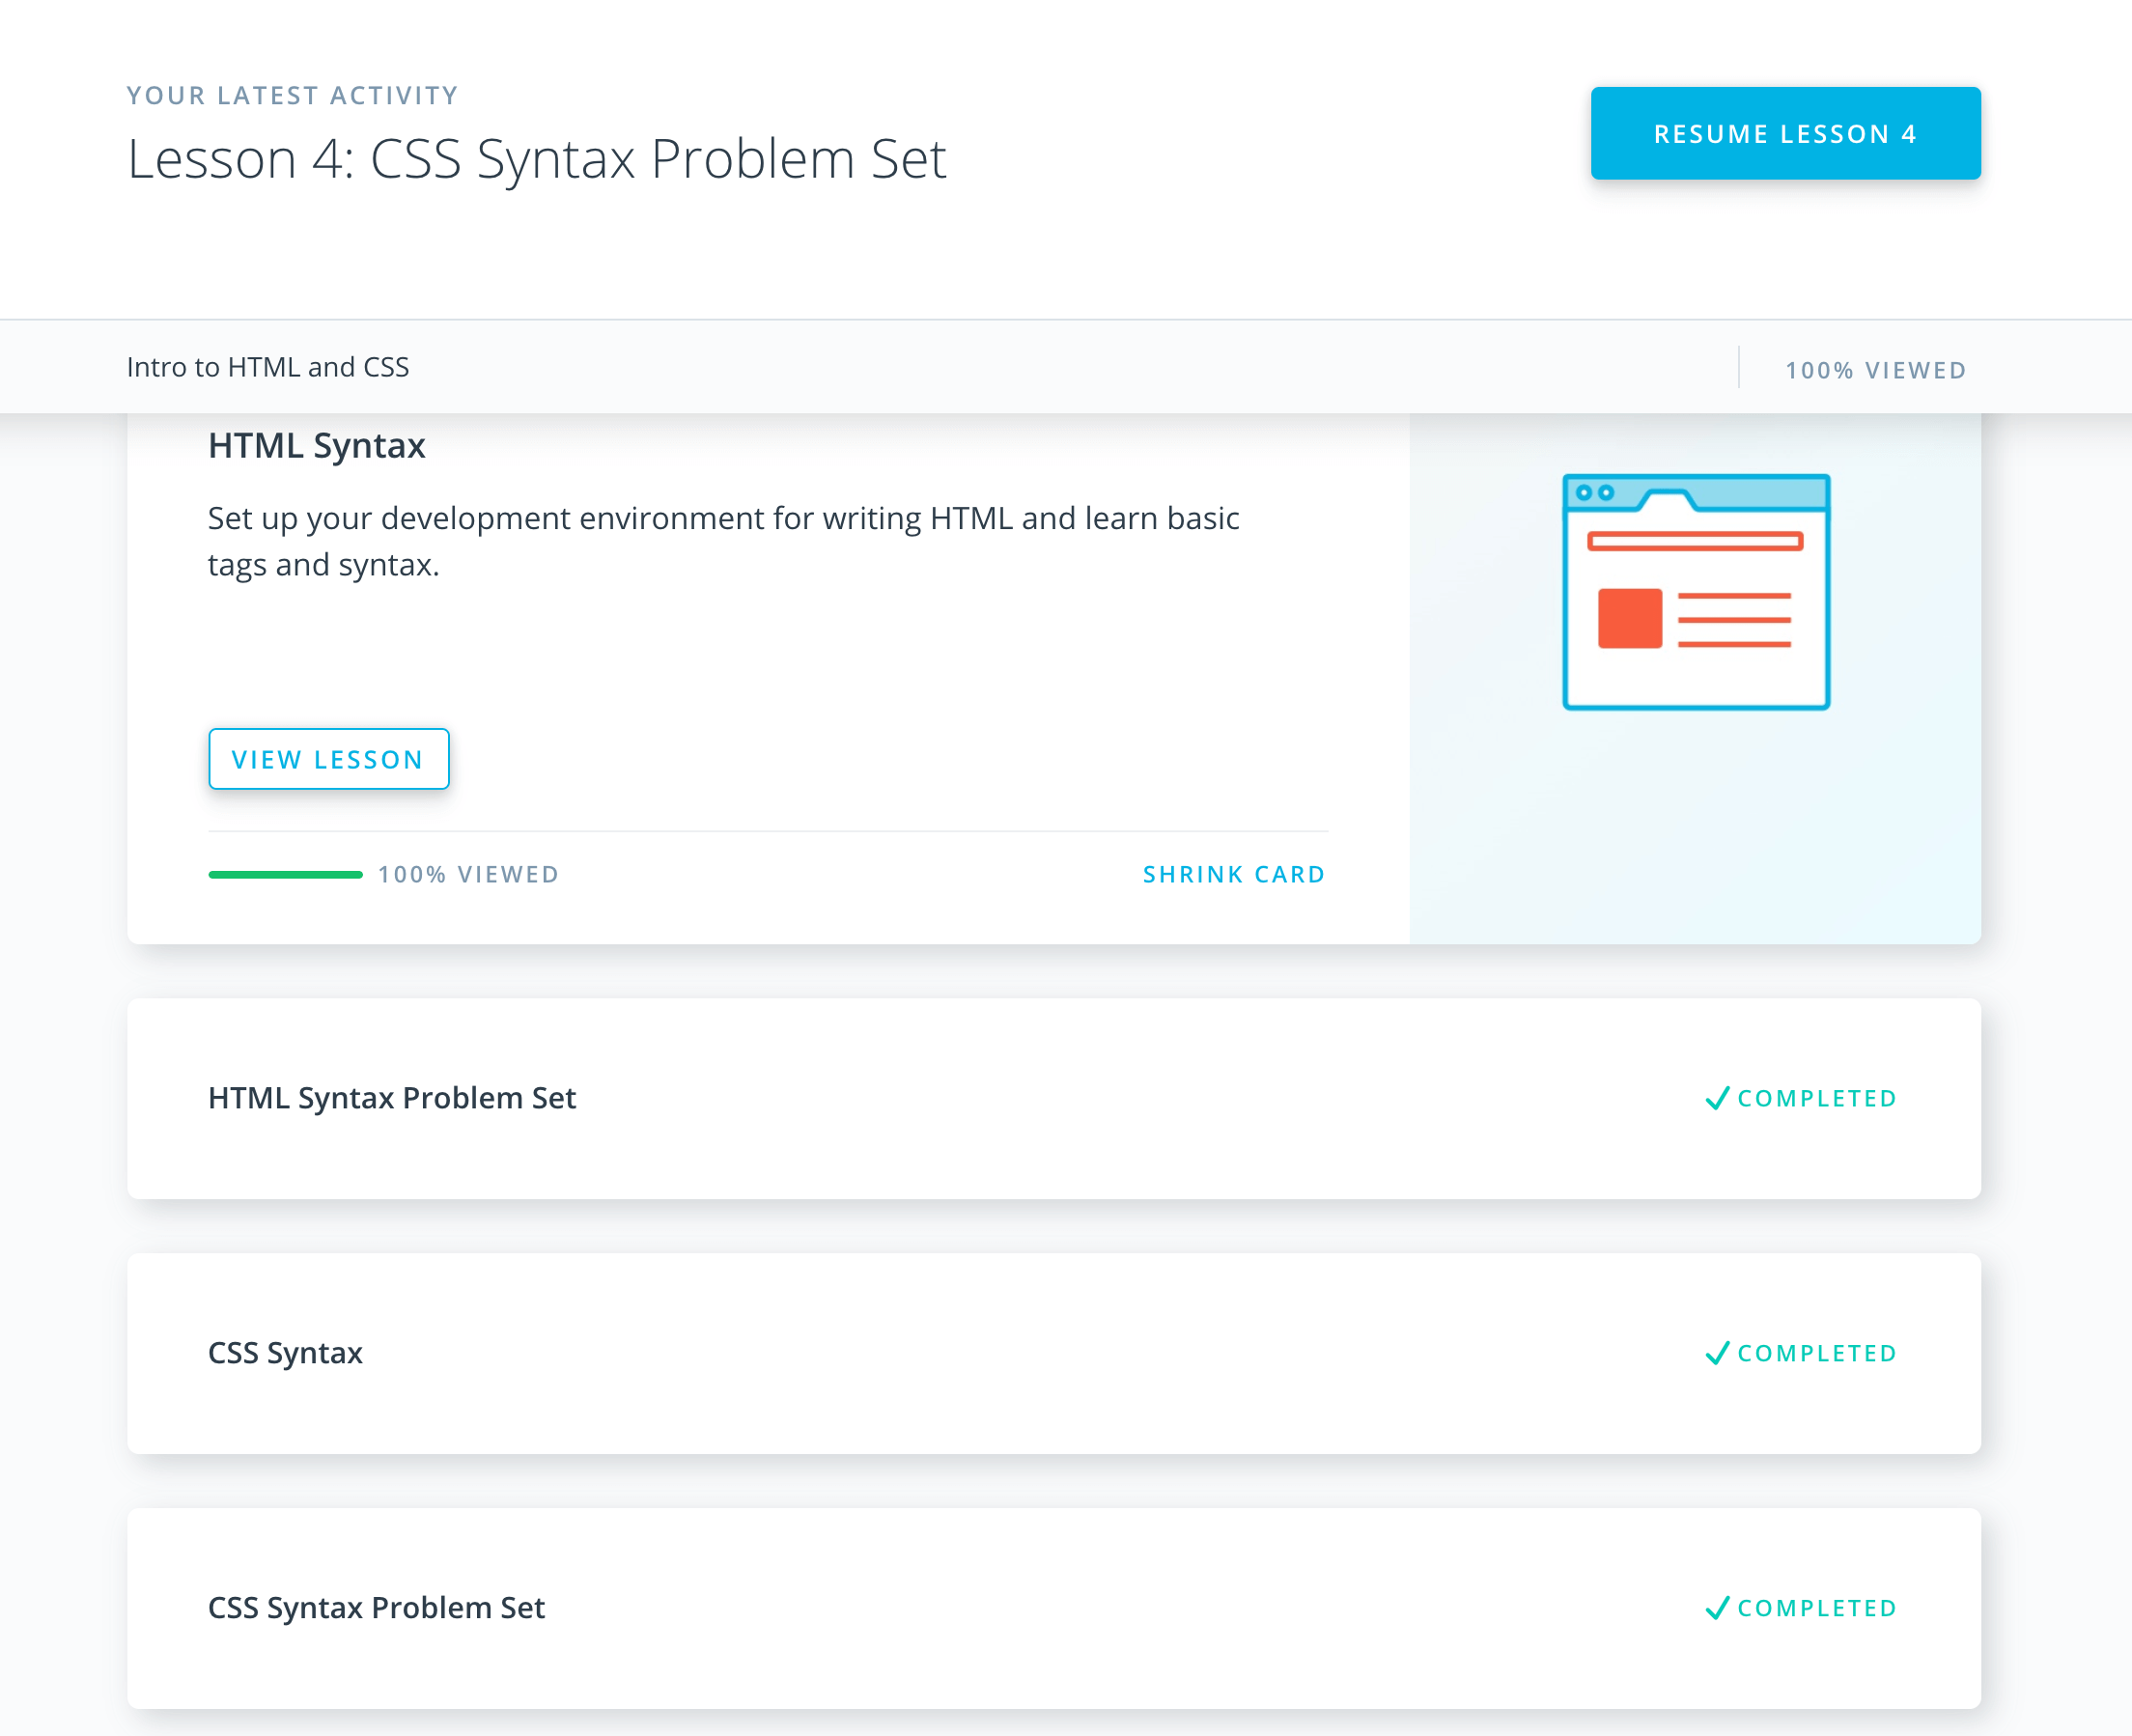 YOUR LATEST ACTIVITY
Lesson 4: CSS Syntax Problem Set
RESUME LESSON 4
Intro to HTML and CSS
100% VIEWED
HTML Syntax
Set up your development environment for writing HTML and learn basic
tags and syntax.
VIEW LESSON
100% VIEWED
SHRINK CARD
HTML Syntax Problem Set
COMPLETED
CSS Syntax
COMPLETED
CSS Syntax Problem Set
COMPLETED